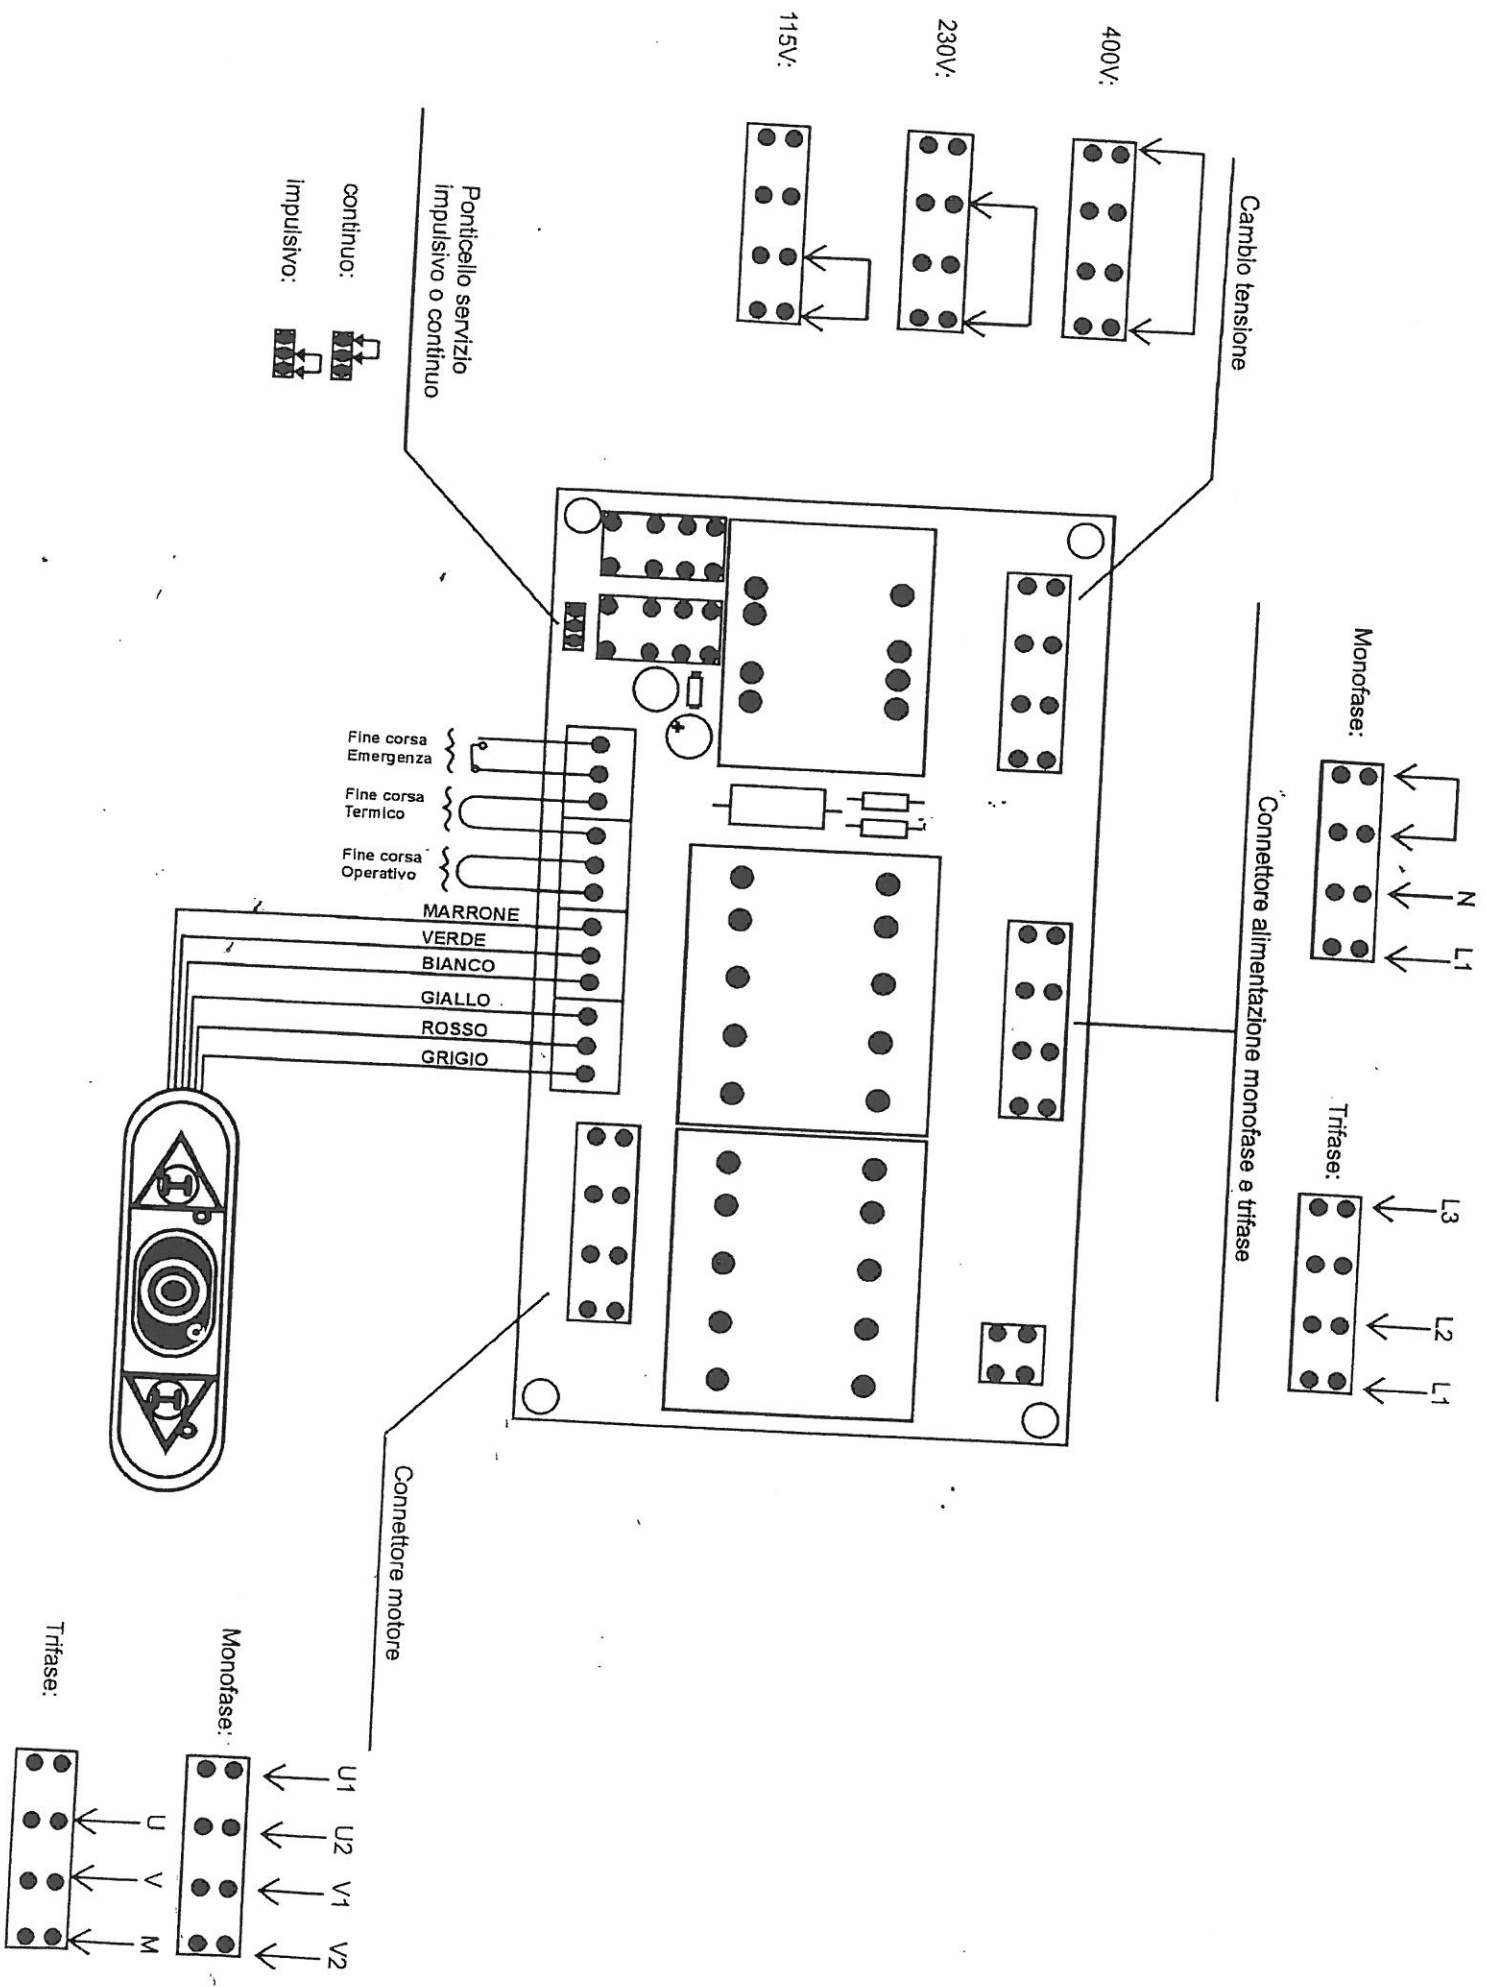 400V:
230V:
115V:
Cambio tensione
Ponticello servizio
impulsivo o continuo
continuo:
impulsivo:
Monofase:
N
L1
Connettore alimentazione monofase e trifase
Trifase:
L3
L2
L1
Fine corsa
Emergenza
Fine corsa
Termico
Fine corsa
Operativo
MARRONE
VERDE
BIANCO
GIALLO
ROSSO
GRIGIO
Connettore motore
Monofase:
U1
U2
V1
V2
Trifase:
U
V
M